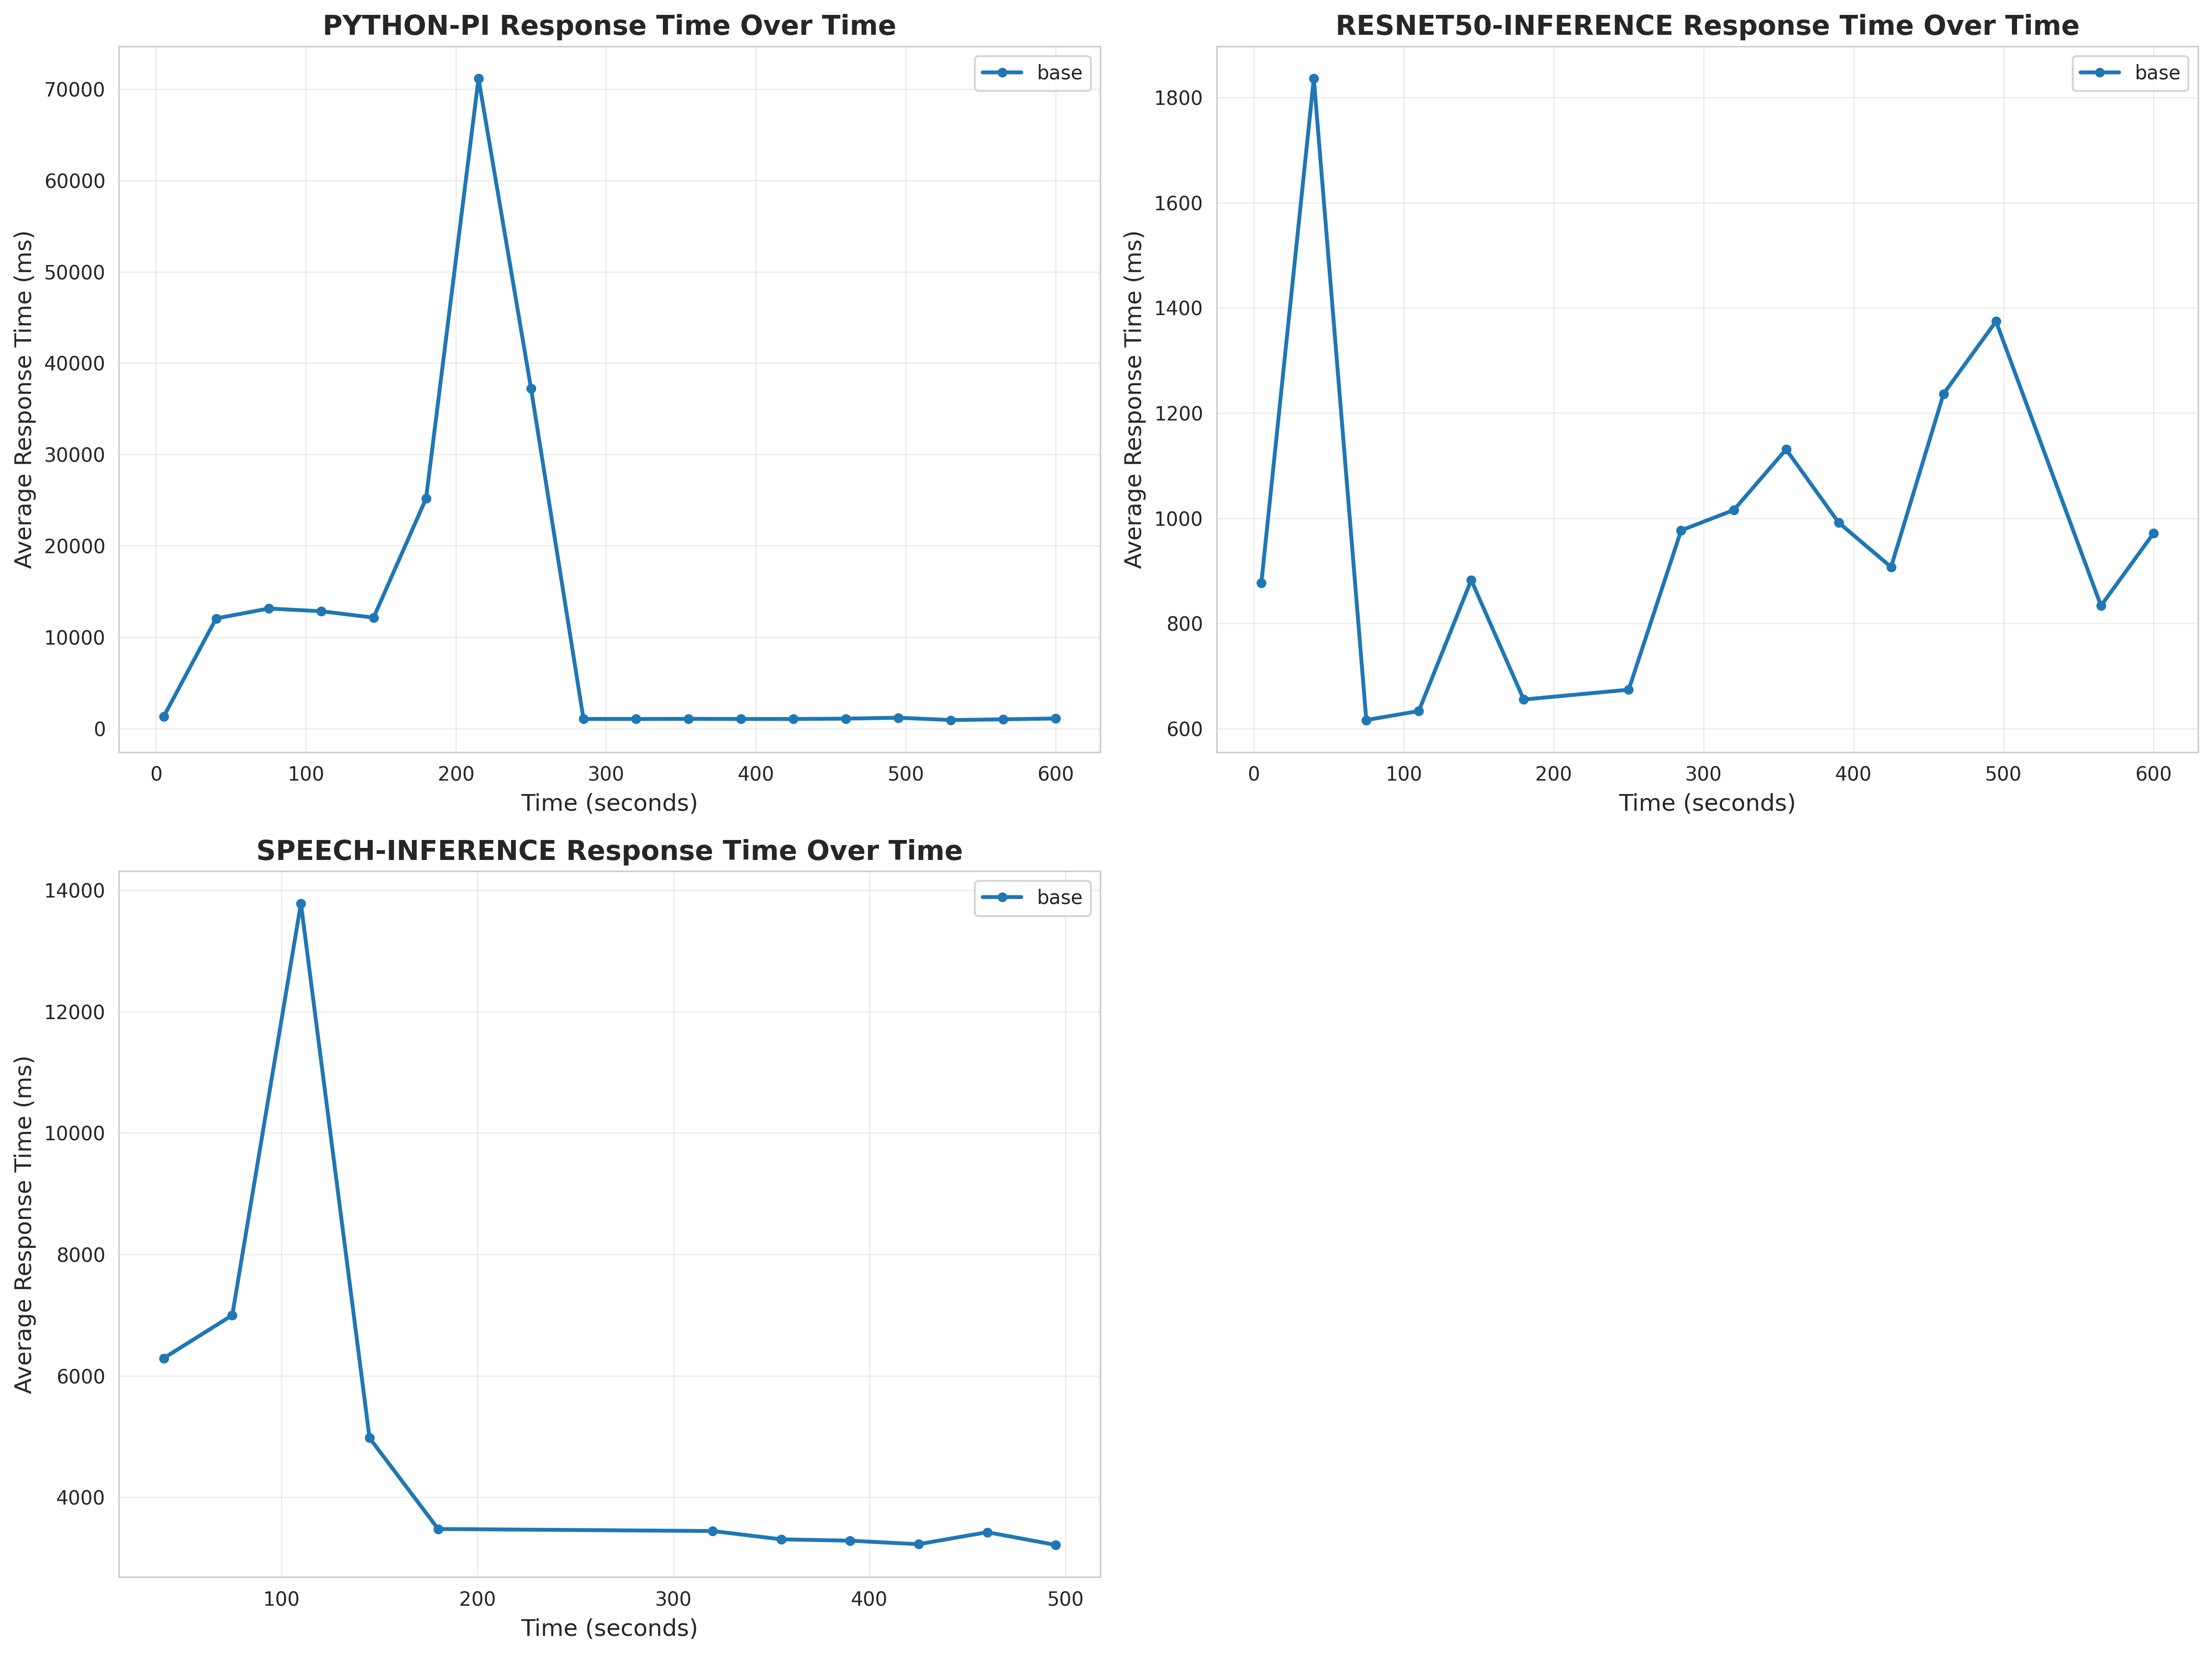 PYTHON-PI Response Time Over Time
base
Average Response Time (ms)
70000
60000
50000
40000
30000
20000
10000
0
0 100 200 300 400 500 600
Time (seconds)
RESNET50-INFERENCE Response Time Over Time
base
Average Response Time (ms)
1800
1600
1400
1200
1000
800
600
0 100 200 300 400 500 600
Time (seconds)
SPEECH-INFERENCE Response Time Over Time
base
Average Response Time (ms)
14000
12000
10000
8000
6000
4000
100 200 300 400 500
Time (seconds)